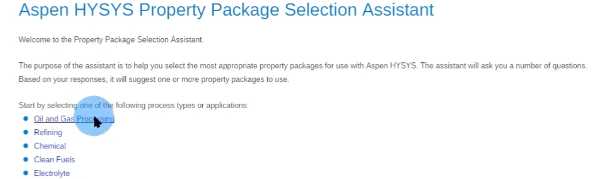 Aspen HYSYS Property Package Selection Assistant
Welcome to the Property Package Selection Assistant.
The purpose of the assistant is to help you select the most appropriate property packages for use with Aspen HYSYS. The assistant will ask you a number of questions.
Based on your responses, it will suggest one or more property packages to use.
Start by selecting one of the following process types or applications:
Oil and Gas Processing
Refining
Chemical
Clean Fuels
Electrolyte